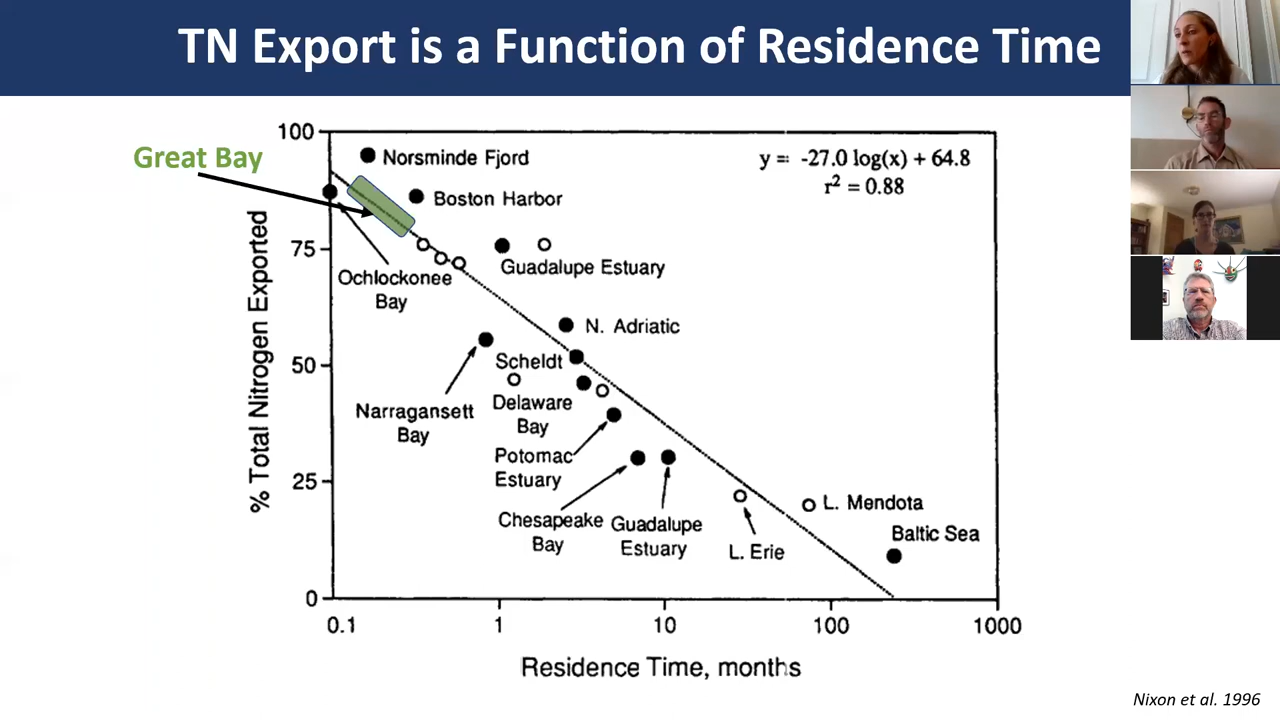 TN Export is a Function of Residence Time
Great Bay
100
75
50
25
0
% Total Nitrogen Exported
Norsminde Fjord
y = -27.0 log(x) + 64.8
r² = 0.88
Boston Harbor
Ochlockonee
Bay
Guadalupe Estuary
N. Adriatic
Scheldt
Narragansett
Bay
Delaware
Bay
Potomac
Estuary
Chesapeake
Bay
Guadalupe
Estuary
L. Erie
L. Mendota
Baltic Sea
0.1
1
10
100
1000
Residence Time, months
Nixon et al. 1996